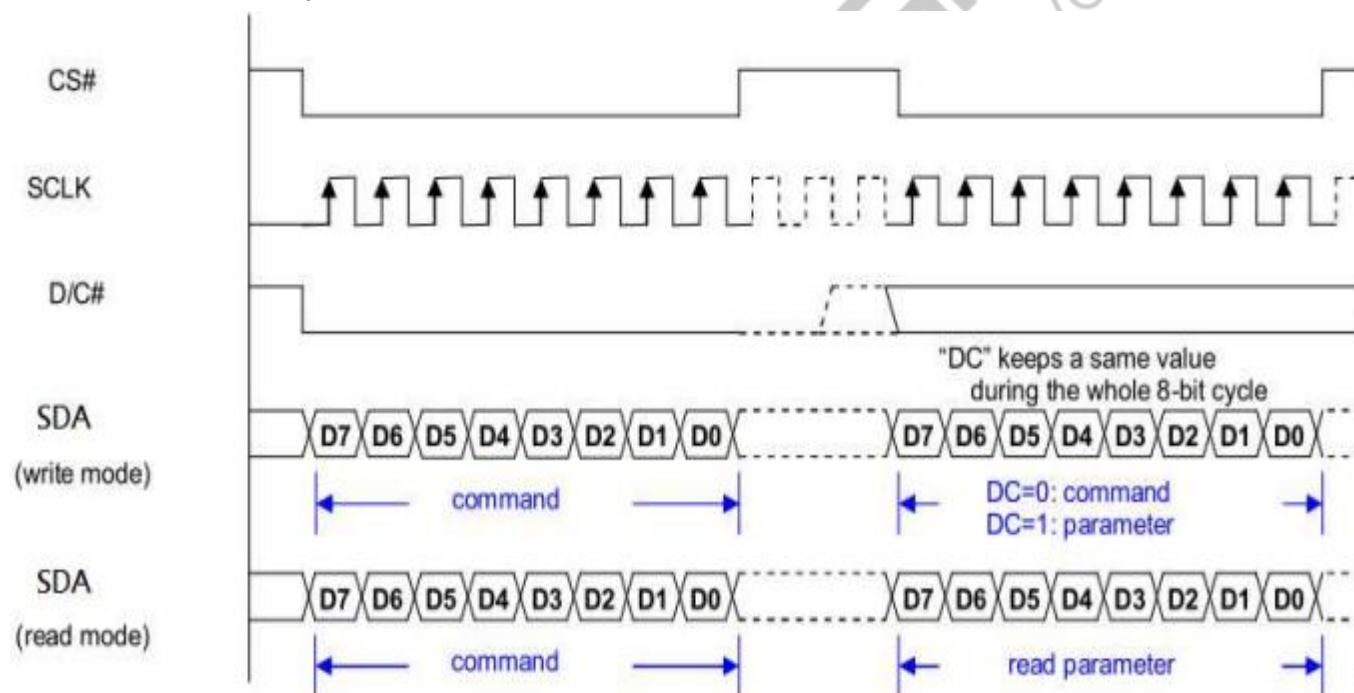 CS#
SCLK
D/C#
"DC" keeps a same value
during the whole 8-bit cycle
SDA
(write mode)
D7 D6 D5 D4 D3 D2 D1 D0 D7 D6 D5 D4 D3 D2 D1 D0
command
DC=0: command
DC=1: parameter
SDA
(read mode)
D7 D6 D5 D4 D3 D2 D1 D0 D7 D6 D5 D4 D3 D2 D1 D0
command read parameter